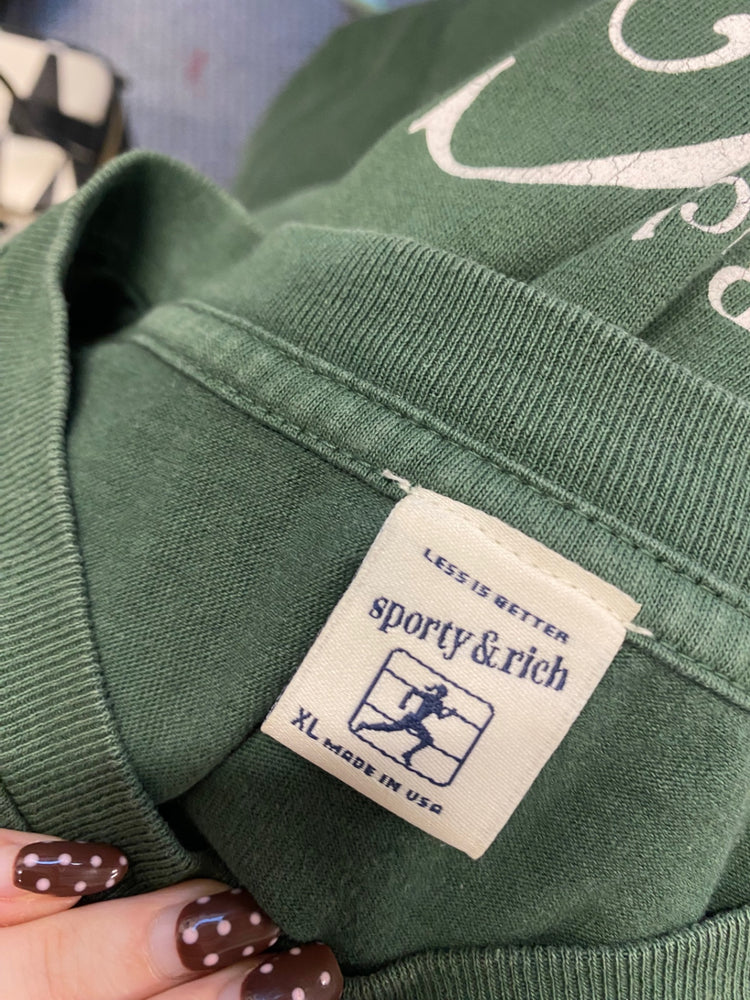 LESS IS BETTER
sporty & rich
XL MADE IN USA